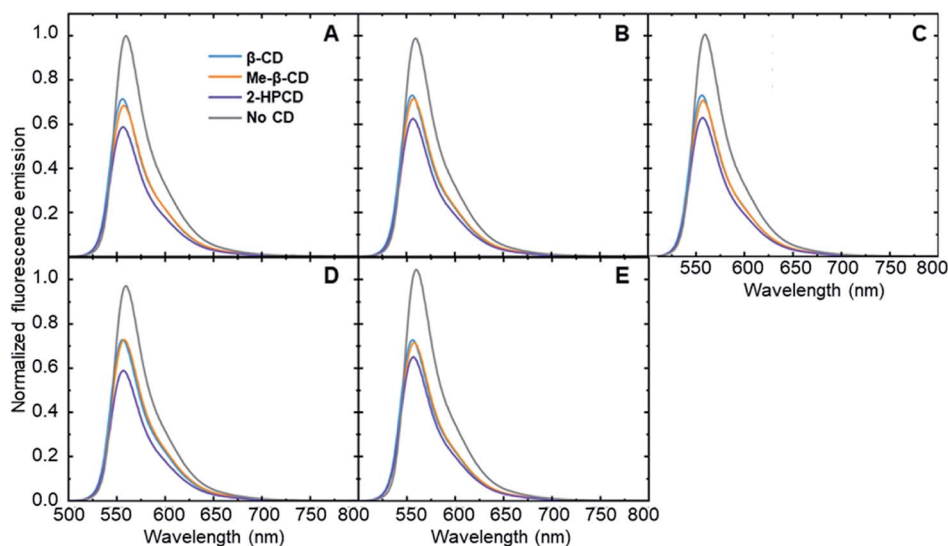 Normalized fluorescence emission
1.0
0.8
0.6
0.4
0.2
A
β-CD
Me-β-CD
2-HPCD
No CD
B
C
550 600 650 700 750 800
Wavelength (nm)
1.0
0.8
0.6
0.4
0.2
0.0
D
E
500 550 600 650 700 750 800
550 600 650 700 750 800
Wavelength (nm)
Wavelength (nm)